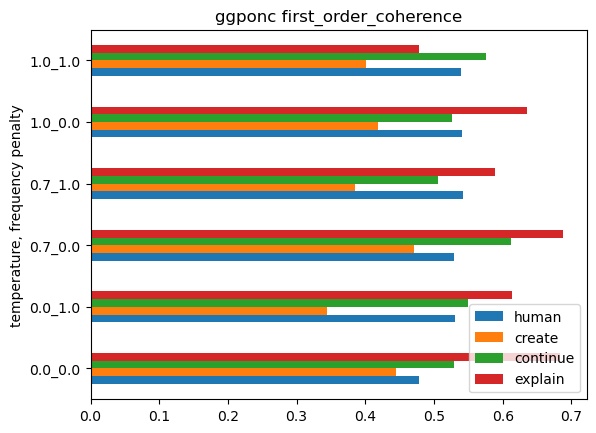 ggponc first_order_coherence
temperature, frequency penalty
1.0_1.0
1.0_0.0
0.7_1.0
0.7_0.0
0.0_1.0
0.0_0.0
human
create
continue
explain
0.0 0.1 0.2 0.3 0.4 0.5 0.6 0.7